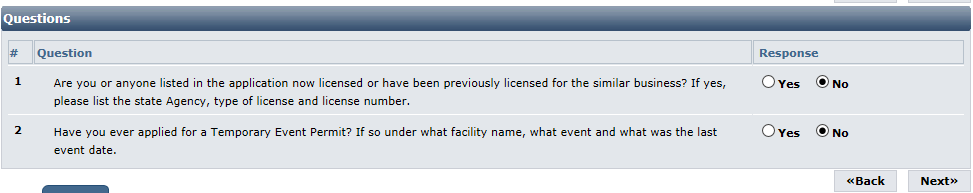 Questions
# Question Response
1 Are you or anyone listed in the application now licensed or have been previously licensed for the similar business? If yes, Yes No
please list the state Agency, type of license and license number.
2 Have you ever applied for a Temporary Event Permit? If so under what facility name, what event and what was the last Yes No
event date.
«Back Next»